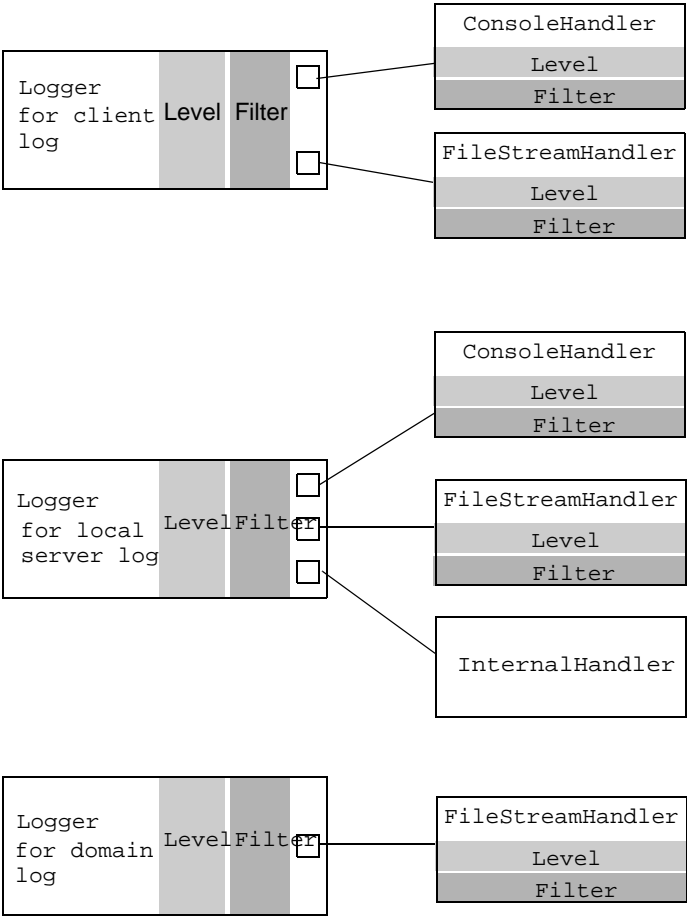 ConsoleHandler
Level
Filter
Logger
for client
log
Level
Filter
FileStreamHandler
Level
Filter
ConsoleHandler
Level
Filter
Logger
for local
server log
Level
Filter
FileStreamHandler
Level
Filter
InternalHandler
Logger
for domain
log
Level
Filter
FileStreamHandler
Level
Filter